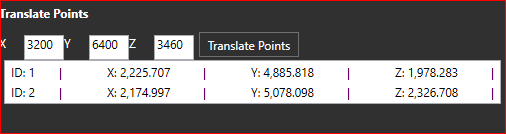 Translate Points
X 3200 Y 6400 Z 3460 Translate Points
ID: 1 | X: 2,225.707 | Y: 4,885.818 | Z: 1,978.283
ID: 2 | X: 2,174.997 | Y: 5,078.098 | Z: 2,326.708